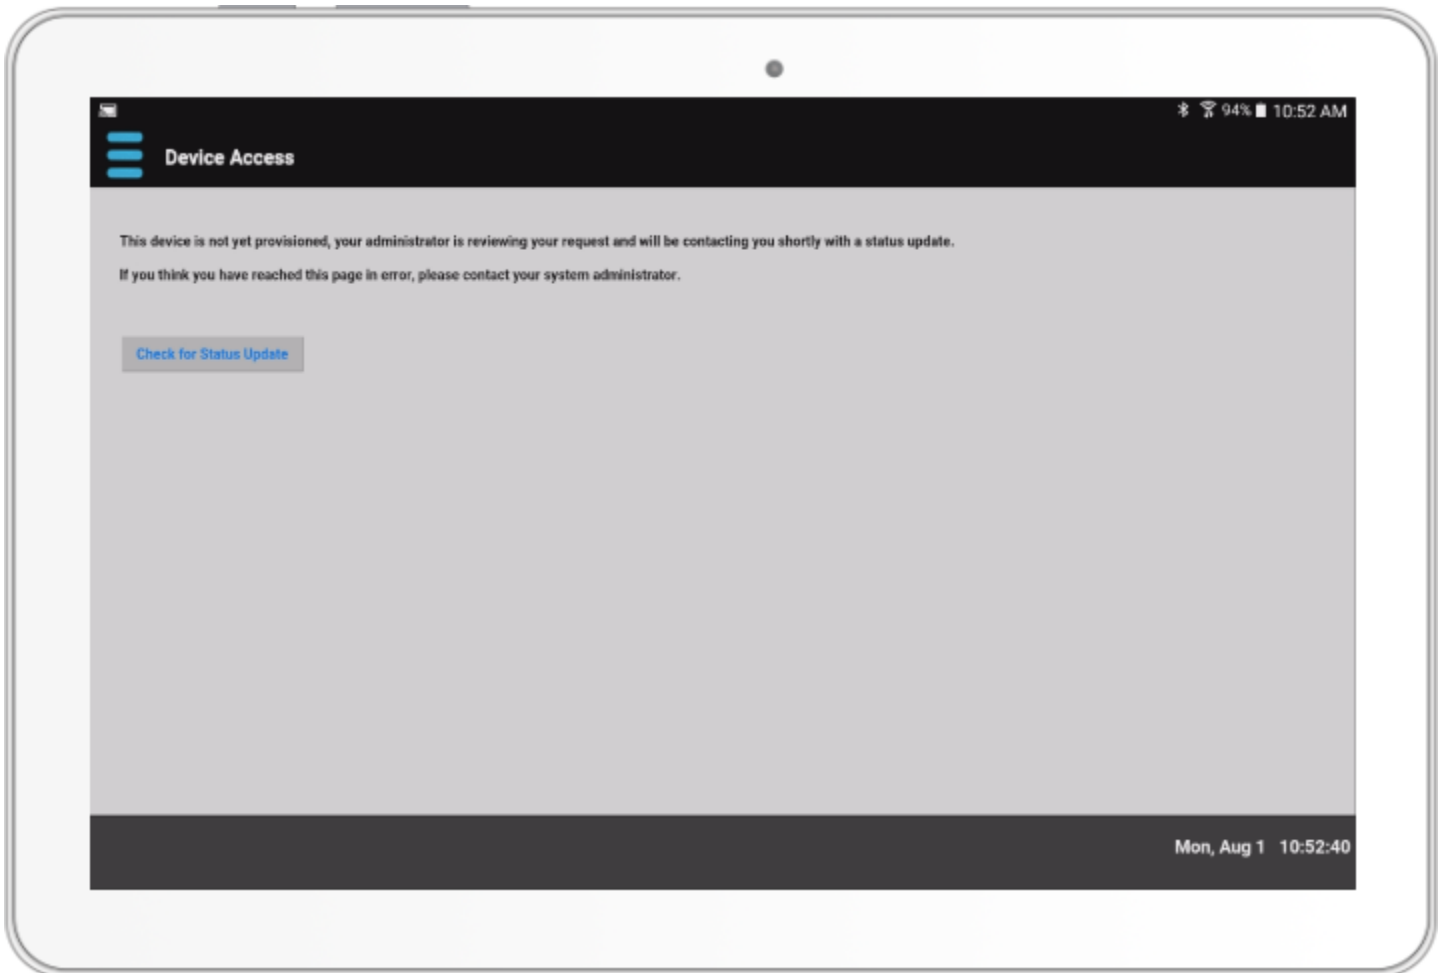 94% 10:52 AM
Device Access
This device is not yet provisioned, your administrator is reviewing your request and will be contacting you shortly with a status update.
If you think you have reached this page in error, please contact your system administrator.
Check for Status Update
Mon, Aug 1 10:52:40